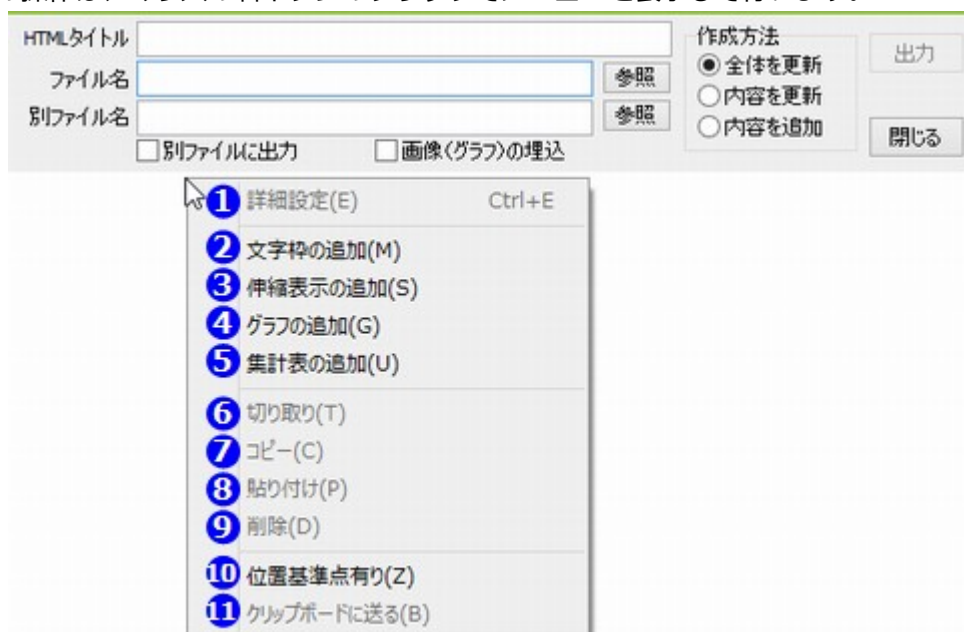 HTMLタイトル
ファイル名 参照
別ファイル名 参照
別ファイルに出力 画像(グラフ)の埋込
作成方法
全体を更新
内容を更新
内容を追加
出力
閉じる
1 詳細設定(E) Ctrl+E
2 文字枠の追加(M)
3 伸縮表示の追加(S)
4 グラフの追加(G)
5 集計表の追加(U)
6 切り取り(T)
7 コピー(C)
8 貼り付け(P)
9 削除(D)
10 位置基準点有り(Z)
11 クリップボードに送る(B)